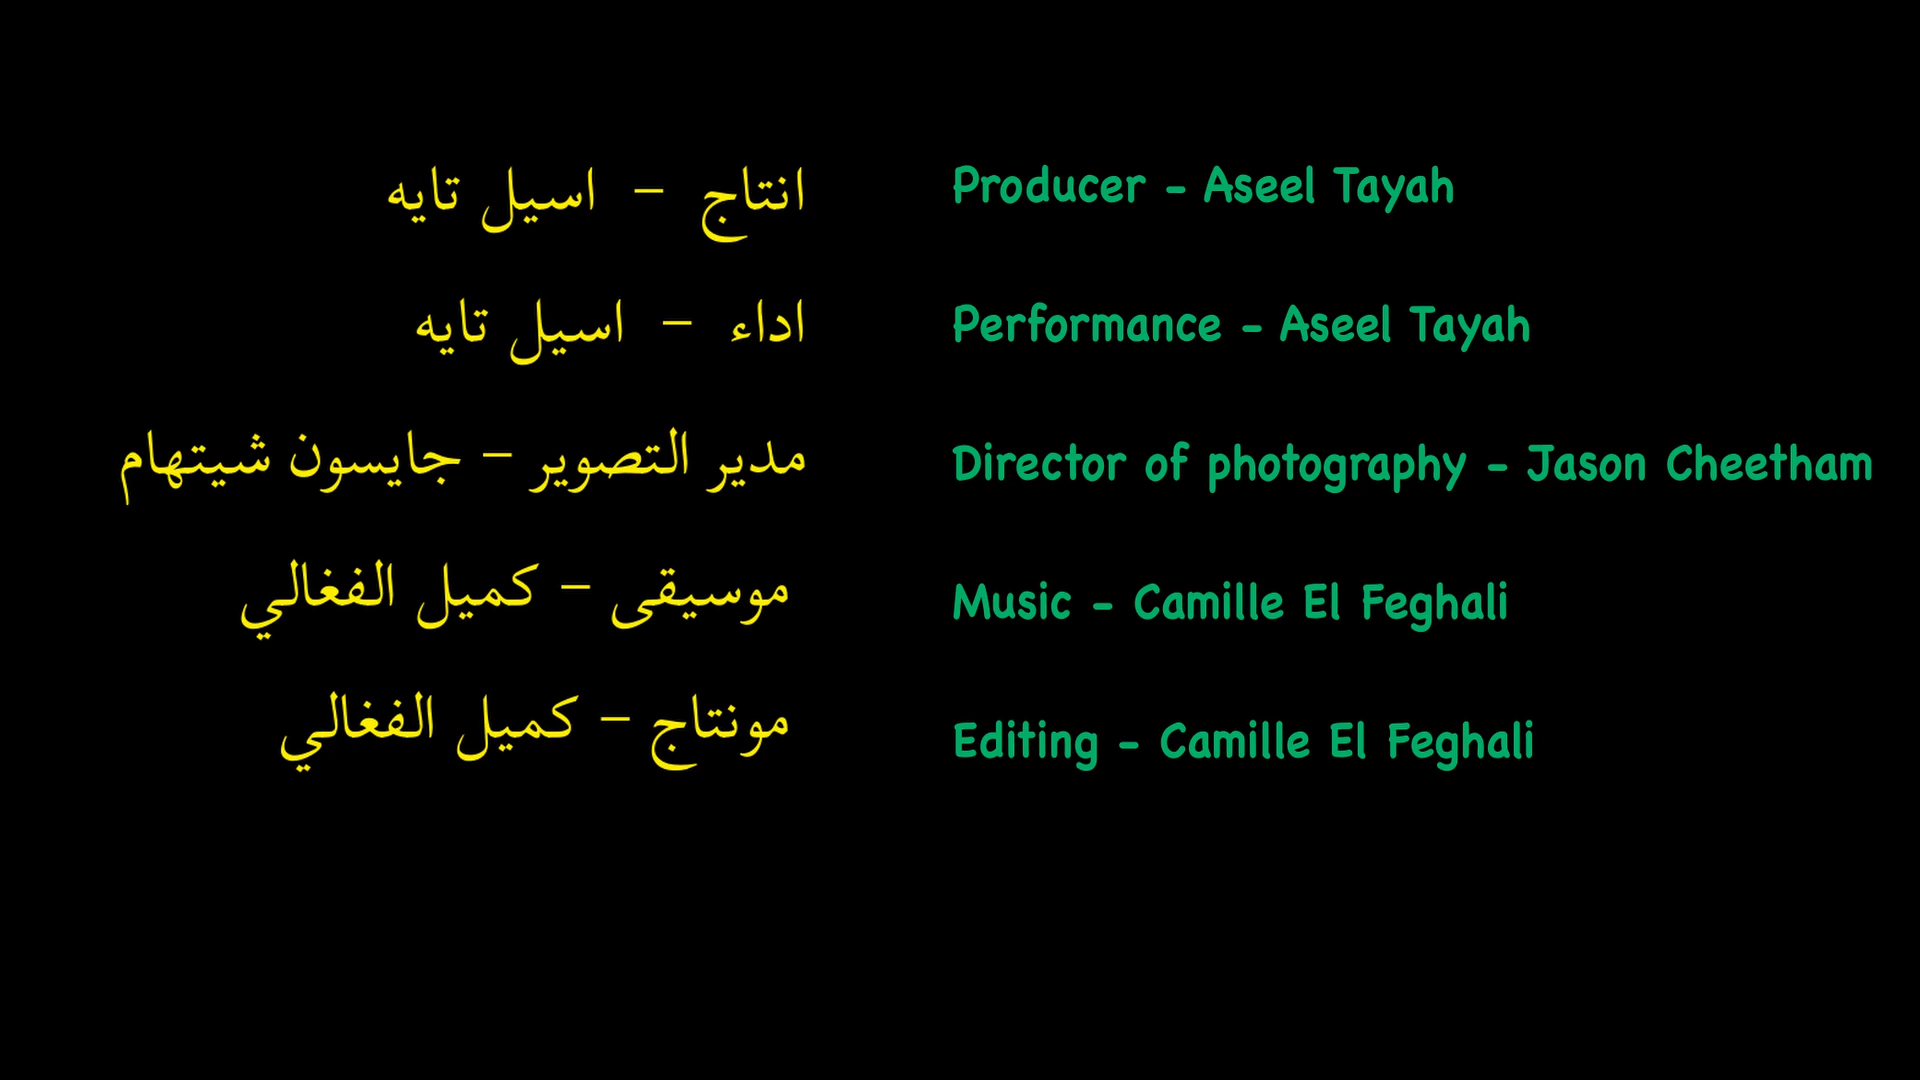 انتاج – اسيل تايه
اداء – اسيل تايه
مدير التصوير – جايسون شيتهام
موسيقى – كميل الفغالي
مونتاج – كميل الفغالي
Producer - Aseel Tayah
Performance - Aseel Tayah
Director of photography - Jason Cheetham
Music - Camille El Feghali
Editing - Camille El Feghali